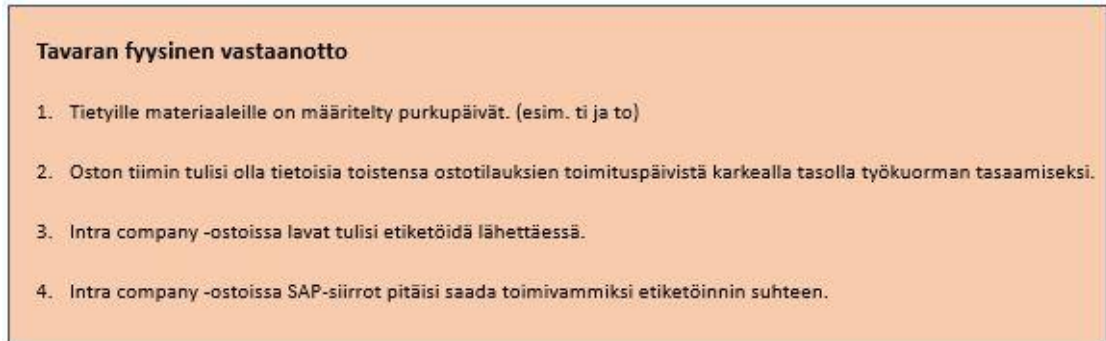 Tavaran fyysinen vastaanotto
1. Tietyille materiaaleille on määritelty purkupäivät. (esim. ti ja to)
2. Oston tiimin tulisi olla tietoisia toistensa ostotilauksien toimituspäivistä karkealla tasolla työkuorman tasaamiseksi.
3. Intra company -ostoissa lavat tulisi etiketöidä lähettäessä.
4. Intra company -ostoissa SAP-siirrot pitäisi saada toimivammiksi etiketöinnin suhteen.